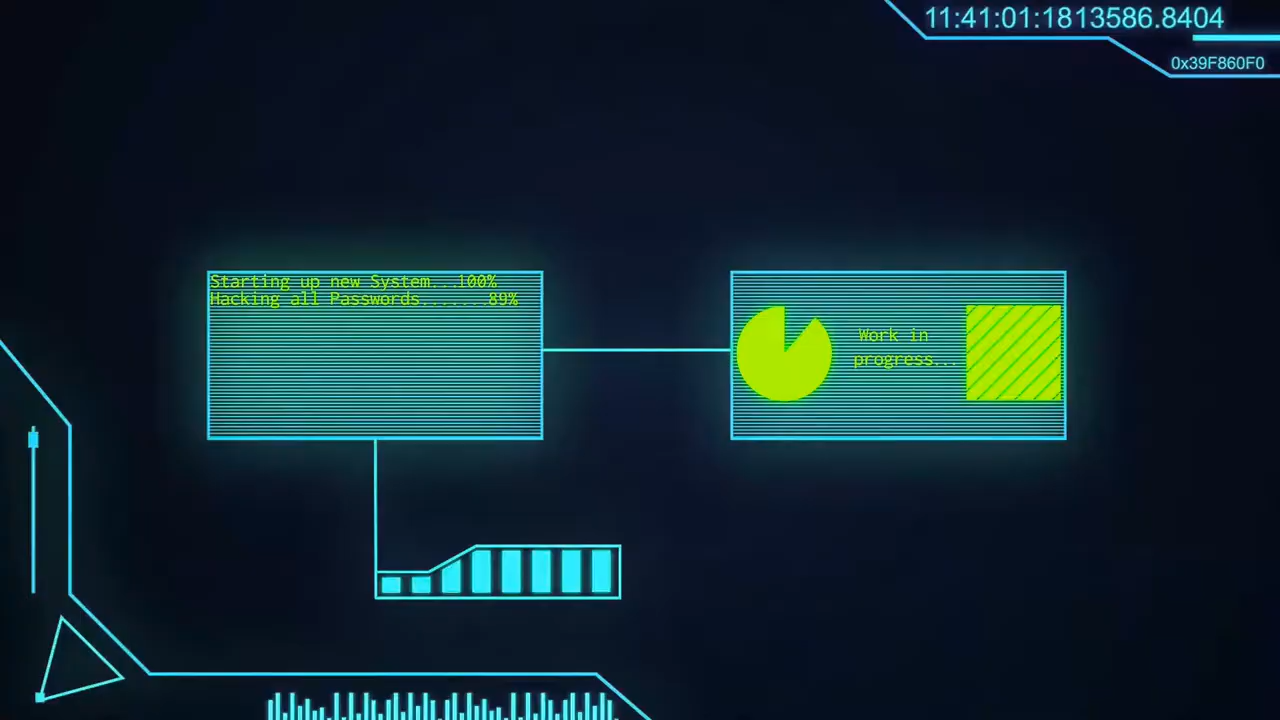 11:41:01:1813586.8404
0x39F860F0
Starting up new System...100%
Hacking all Passwords.......89%
Work in
progress...